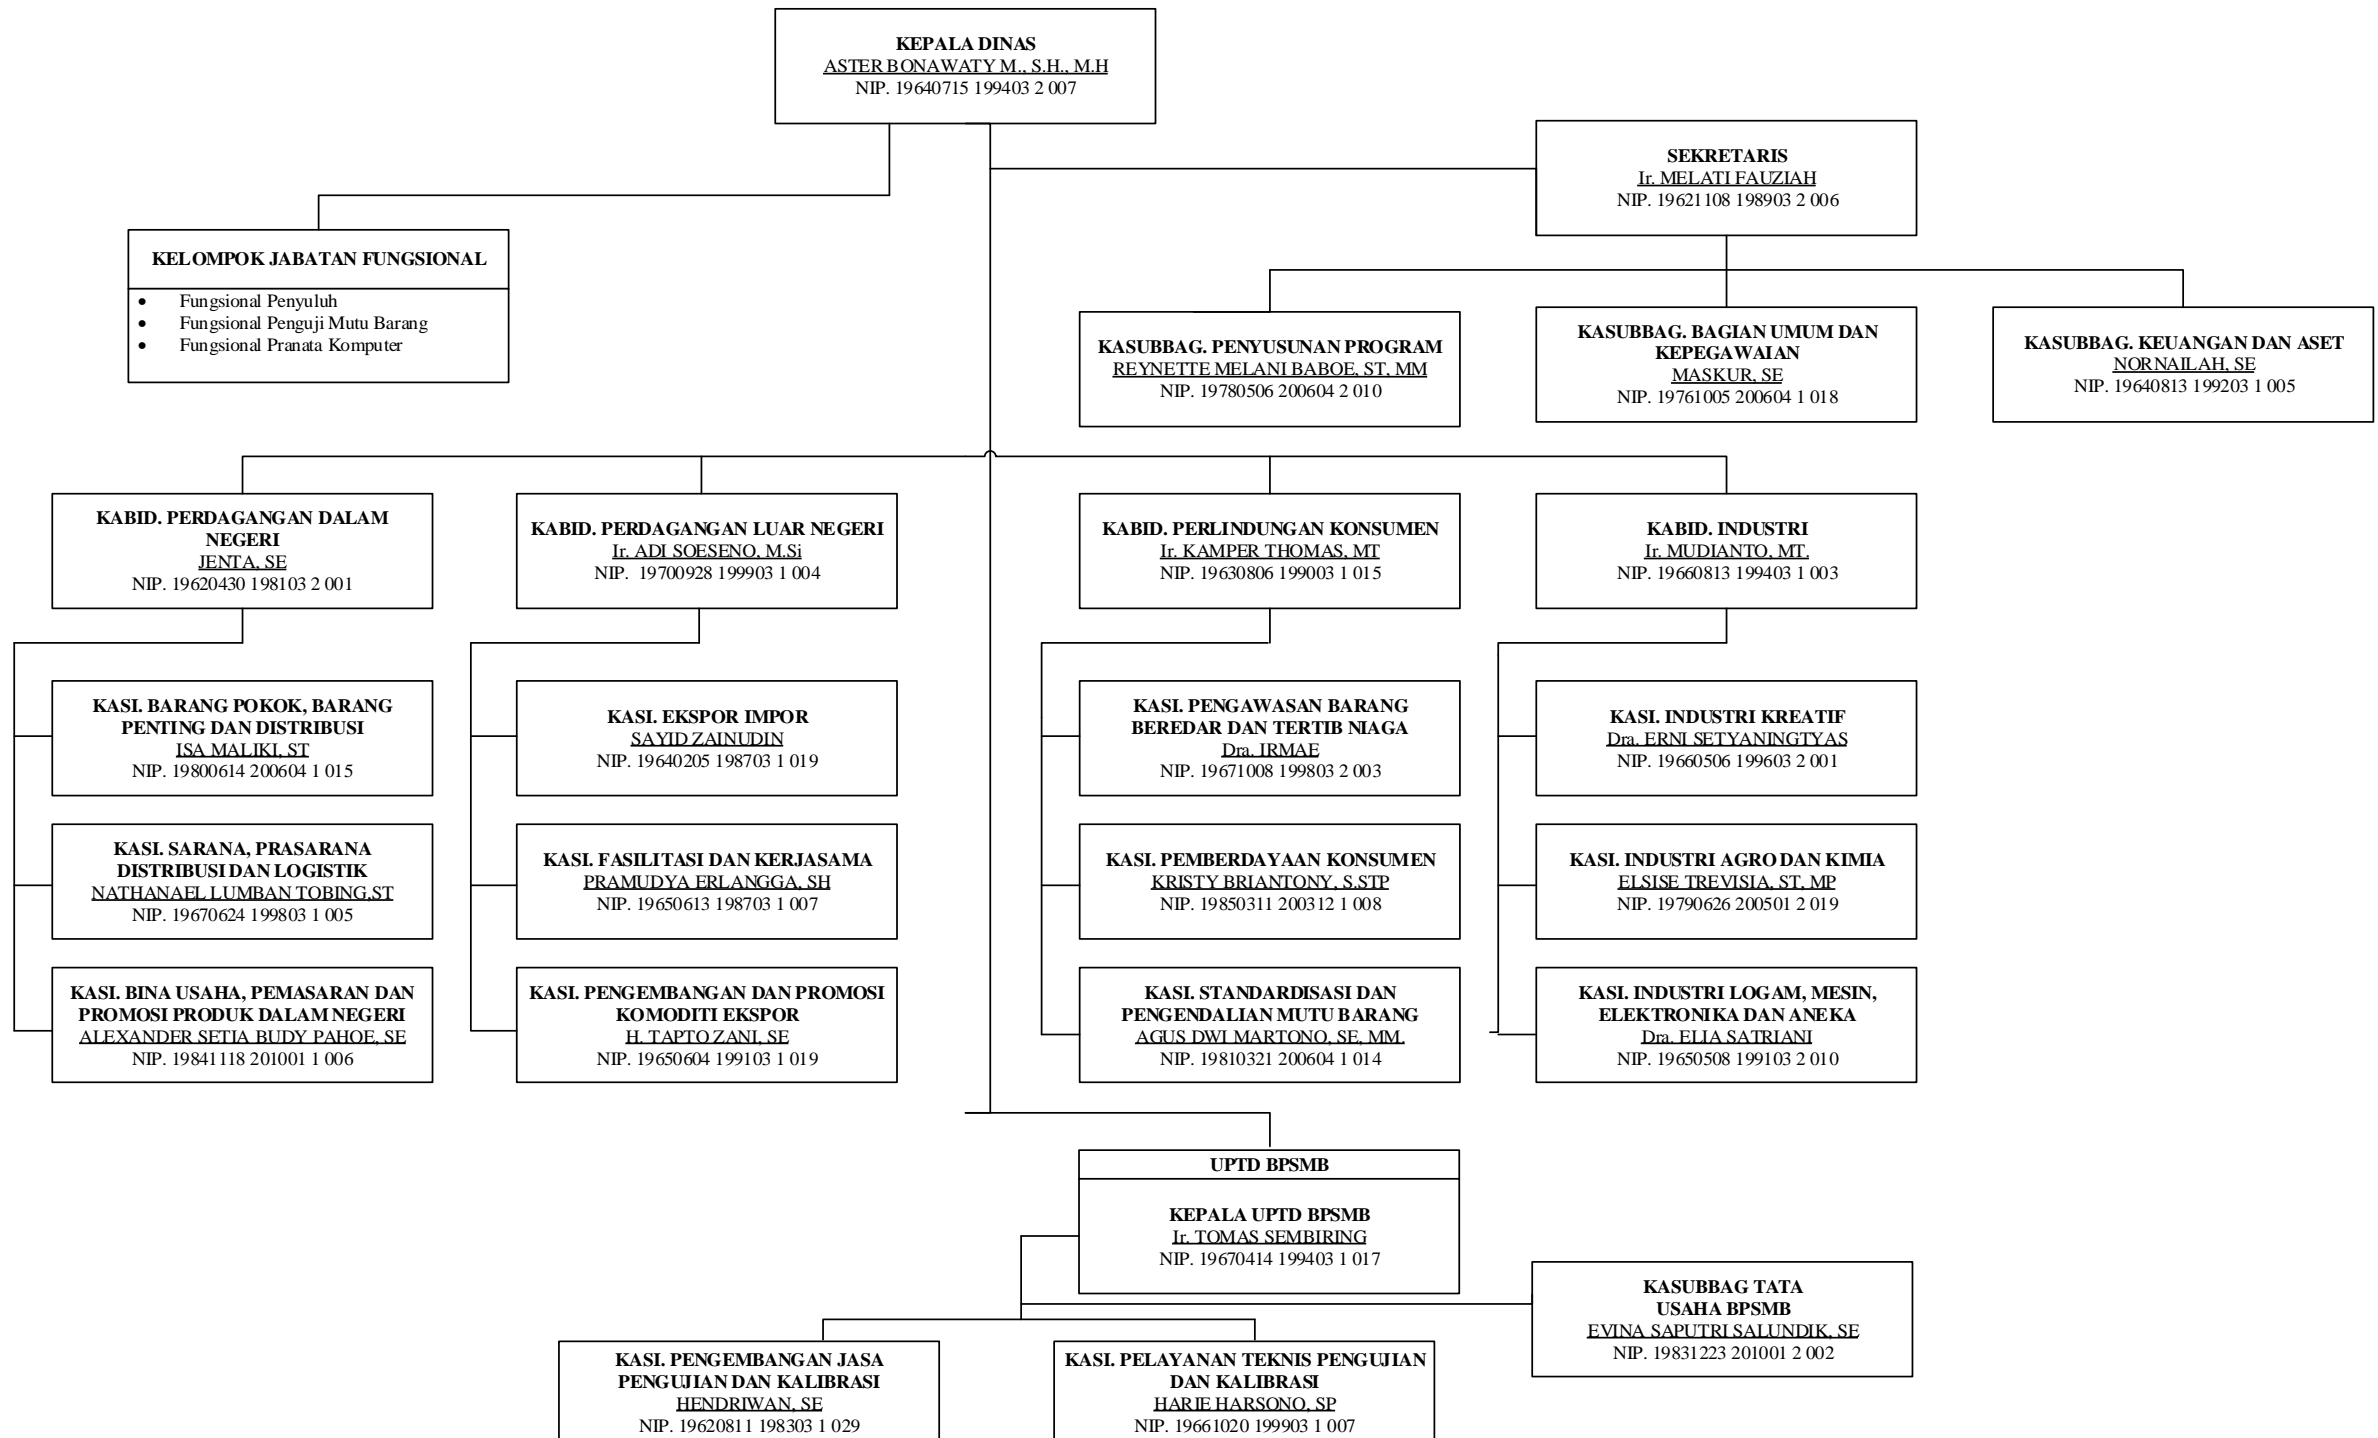 KEPALA DINAS
ASTER BONAWATY M., S.H., M.H
NIP. 19640715 199403 2 007
SEKRETARIS
Ir. MELATI FAUZIAH
NIP. 19621108 198903 2 006
KELOMPOK JABATAN FUNGSIONAL
• Fungsional Penyuluh
• Fungsional Penguji Mutu Barang
• Fungsional Pranata Komputer
KASUBBAG. PENYUSUNAN PROGRAM
REYNETTE MELANI BABOE, ST, MM
NIP. 19780506 200604 2 010
KASUBBAG. BAGIAN UMUM DAN
KEPEGAWAIAN
MASKUR, SE
NIP. 19761005 200604 1 018
KASUBBAG. KEUANGAN DAN ASET
NORNAILAH, SE
NIP. 19640813 199203 1 005
KABID. PERDAGANGAN DALAM
NEGERI
JENTA, SE
NIP. 19620430 198103 2 001
KABID. PERDAGANGAN LUAR NEGERI
Ir. ADI SOESENO, M.Si
NIP. 19700928 199903 1 004
KABID. PERLINDUNGAN KONSUMEN
Ir. KAMPER THOMAS, MT
NIP. 19630806 199003 1 015
KABID. INDUSTRI
Ir. MUDIANTO, MT.
NIP. 19660813 199403 1 003
KASI. BARANG POKOK, BARANG
PENTING DAN DISTRIBUSI
ISA MALIKI, ST
NIP. 19800614 200604 1 015
KASI. EKSPOR IMPOR
SAYID ZAINUDIN
NIP. 19640205 198703 1 019
KASI. PENGAWASAN BARANG
BEREDAR DAN TERTIB NIAGA
Dra. IRMAE
NIP. 19671008 199803 2 003
KASI. INDUSTRI KREATIF
Dra. ERNI SETYANINGTYAS
NIP. 19660506 199603 2 001
KASI. SARANA, PRASARANA
DISTRIBUSI DAN LOGISTIK
NATHANAEL LUMBAN TOBING,ST
NIP. 19670624 199803 1 005
KASI. FASILITASI DAN KERJASAMA
PRAMUDYA ERLANGGA, SH
NIP. 19650613 198703 1 007
KASI. PEMBERDAYAAN KONSUMEN
KRISTY BRIANTONY, S.STP
NIP. 19850311 200312 1 008
KASI. INDUSTRI AGRO DAN KIMIA
ELSISE TREVISIA, ST, MP
NIP. 19790626 200501 2 019
KASI. BINA USAHA, PEMASARAN DAN
PROMOSI PRODUK DALAM NEGERI
ALEXANDER SETIA BUDY PAHOE, SE
NIP. 19841118 201001 1 006
KASI. PENGEMBANGAN DAN PROMOSI
KOMODITI EKSPOR
H. TAPTO ZANI, SE
NIP. 19650604 199103 1 019
KASI. STANDARDISASI DAN
PENGENDALIAN MUTU BARANG
AGUS DWI MARTONO, SE, MM.
NIP. 19810321 200604 1 014
KASI. INDUSTRI LOGAM, MESIN,
ELEKTRONIKA DAN ANEKA
Dra. ELIA SATRIANI
NIP. 19650508 199103 2 010
UPTD BPSMB
KEPALA UPTD BPSMB
Ir. TOMAS SEMBIRING
NIP. 19670414 199403 1 017
KASUBBAG TATA
USAHA BPSMB
EVINA SAPUTRI SALUNDIK, SE
NIP. 19831223 201001 2 002
KASI. PENGEMBANGAN JASA
PENGUJIAN DAN KALIBRASI
HENDRIWAN, SE
NIP. 19620811 198303 1 029
KASI. PELAYANAN TEKNIS PENGUJIAN
DAN KALIBRASI
HARIE HARSONO, SP
NIP. 19661020 199903 1 007